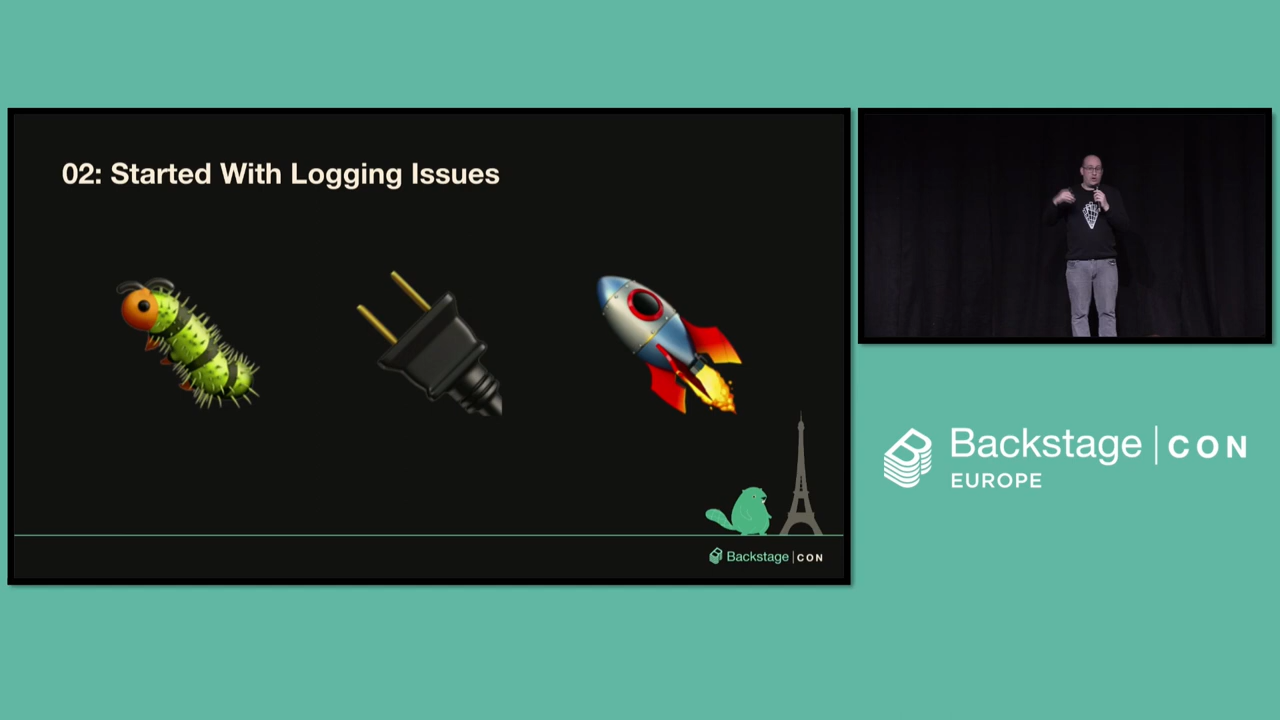 02: Started With Logging Issues
Backstage | CON
Backstage | CON
EUROPE